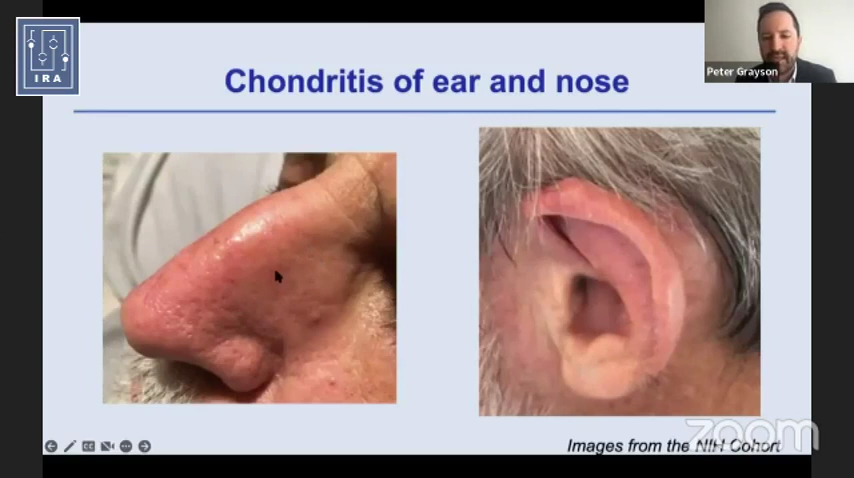 IRA
Peter Grayson
Chondritis of ear and nose
Images from the NIH Cohort
zoom